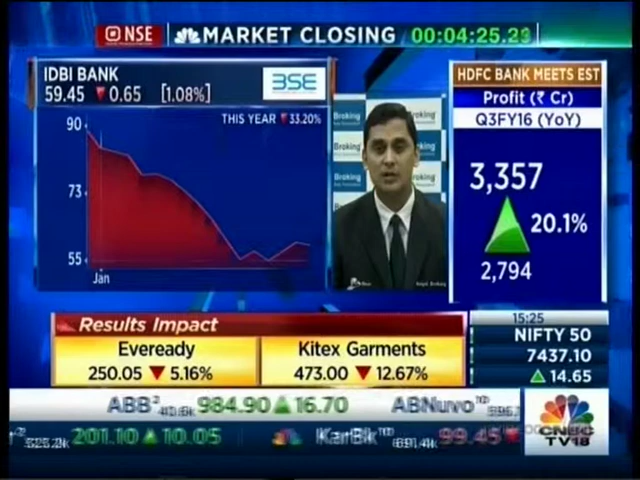 NSE MARKET CLOSING 00:04:25.29
IDBI BANK
59.45 ▼ 0.65 [1.08%]
BSE
THIS YEAR ▼ 33.20%
90
73
55
Jan
Broking
HDFC BANK MEETS EST
Profit (₹ Cr)
Q3FY16 (YoY)
3,357
20.1%
2,794
Results Impact
Eveready
250.05 ▼ 5.16%
Kitex Garments
473.00 ▼ 12.67%
15:25
NIFTY 50
7437.10
▲ 14.65
ABB 984.90 ▲ 16.70 ABNuvo
201.10 ▲ 10.05 KarBk 99.45 ▼
CNBC
TV18